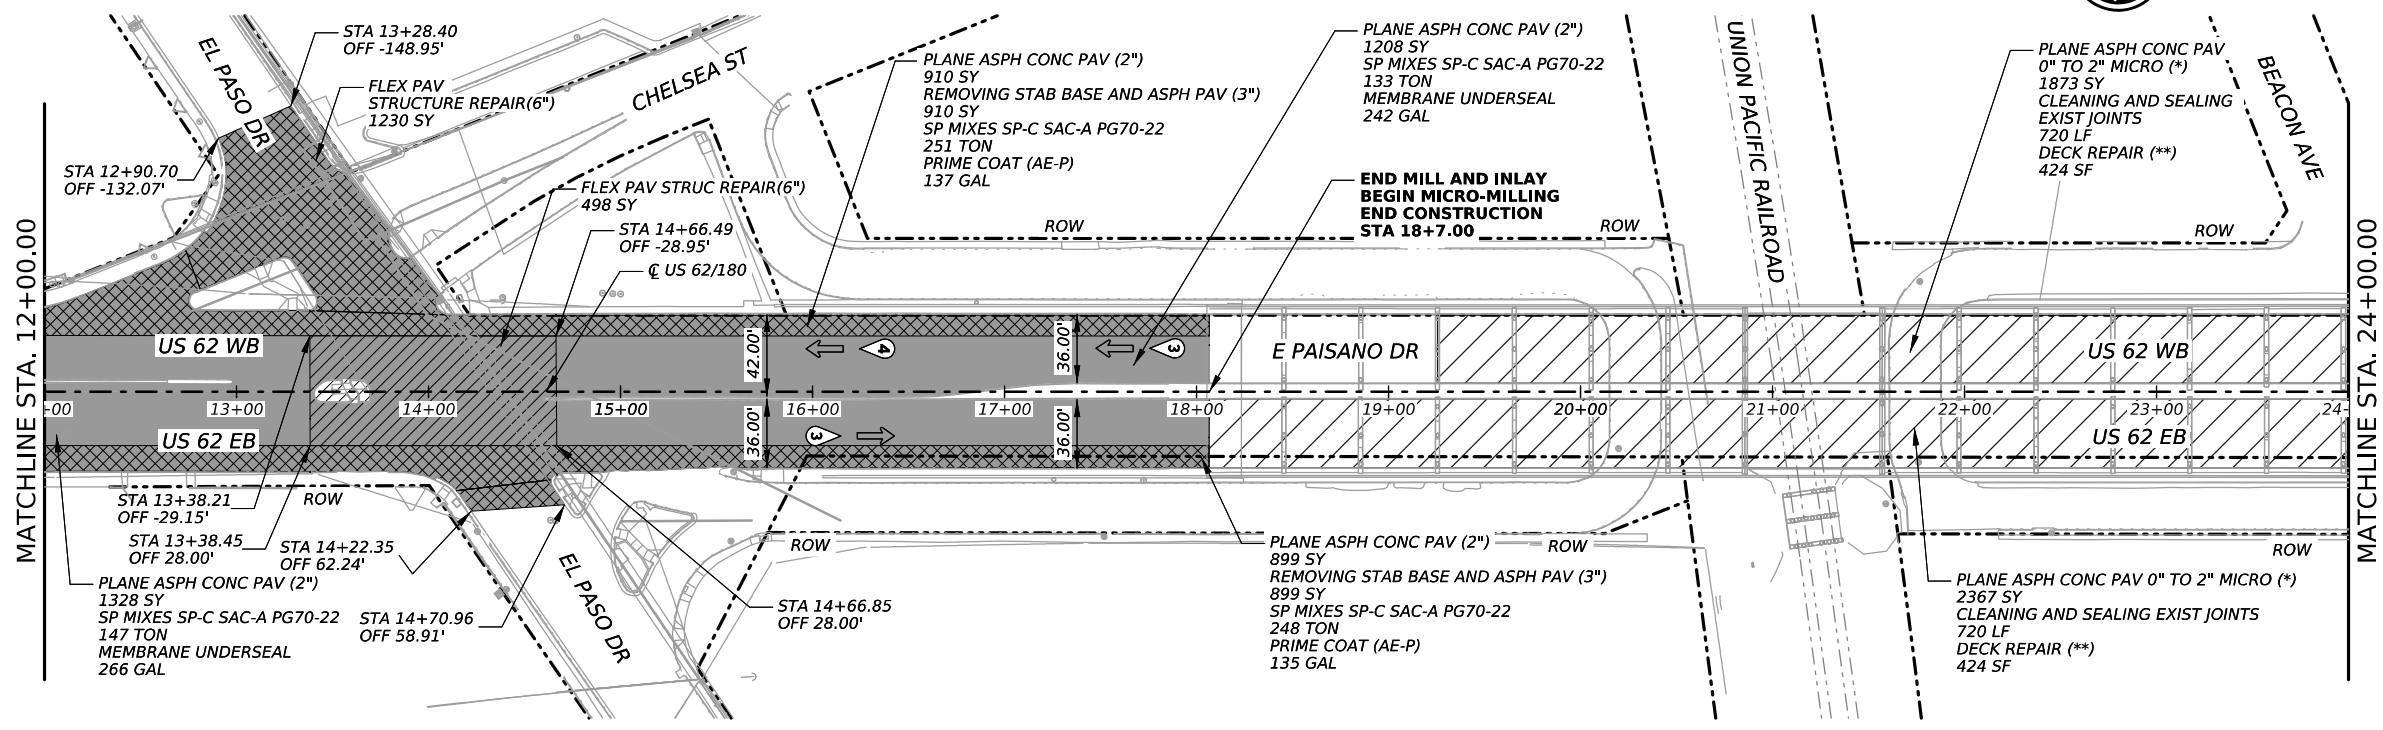 STA 13+28.40
OFF -148.95'
EL PASO DR
FLEX PAV
STRUCTURE REPAIR(6")
1230 SY
CHELSEA ST
STA 12+90.70
OFF -132.07'
FLEX PAV STRUC REPAIR(6")
498 SY
STA 14+66.49
OFF -28.95'
℄ US 62/180
PLANE ASPH CONC PAV (2")
910 SY
REMOVING STAB BASE AND ASPH PAV (3")
910 SY
SP MIXES SP-C SAC-A PG70-22
251 TON
PRIME COAT (AE-P)
137 GAL
PLANE ASPH CONC PAV (2")
1208 SY
SP MIXES SP-C SAC-A PG70-22
133 TON
MEMBRANE UNDERSEAL
242 GAL
END MILL AND INLAY
BEGIN MICRO-MILLING
END CONSTRUCTION
STA 18+7.00
UNION PACIFIC RAILROAD
PLANE ASPH CONC PAV
0" TO 2" MICRO (*)
1873 SY
CLEANING AND SEALING
EXIST JOINTS
720 LF
DECK REPAIR (**)
424 SF
BEACON AVE
ROW
ROW
ROW
MATCHLINE STA. 12+00.00
MATCHLINE STA. 24+00.00
US 62 WB
42.00'
36.00'
4
3
E PAISANO DR
US 62 WB
+00
13+00
14+00
15+00
16+00
17+00
18+00
19+00
20+00
21+00
22+00
23+00
24-
US 62 EB
36.00'
3
36.00'
US 62 EB
STA 13+38.21
OFF -29.15'
ROW
STA 13+38.45
OFF 28.00'
STA 14+22.35
OFF 62.24'
EL PASO DR
ROW
ROW
ROW
PLANE ASPH CONC PAV (2")
1328 SY
SP MIXES SP-C SAC-A PG70-22
147 TON
MEMBRANE UNDERSEAL
266 GAL
STA 14+70.96
OFF 58.91'
STA 14+66.85
OFF 28.00'
PLANE ASPH CONC PAV (2")
899 SY
REMOVING STAB BASE AND ASPH PAV (3")
899 SY
SP MIXES SP-C SAC-A PG70-22
248 TON
PRIME COAT (AE-P)
135 GAL
PLANE ASPH CONC PAV 0" TO 2" MICRO (*)
2367 SY
CLEANING AND SEALING EXIST JOINTS
720 LF
DECK REPAIR (**)
424 SF